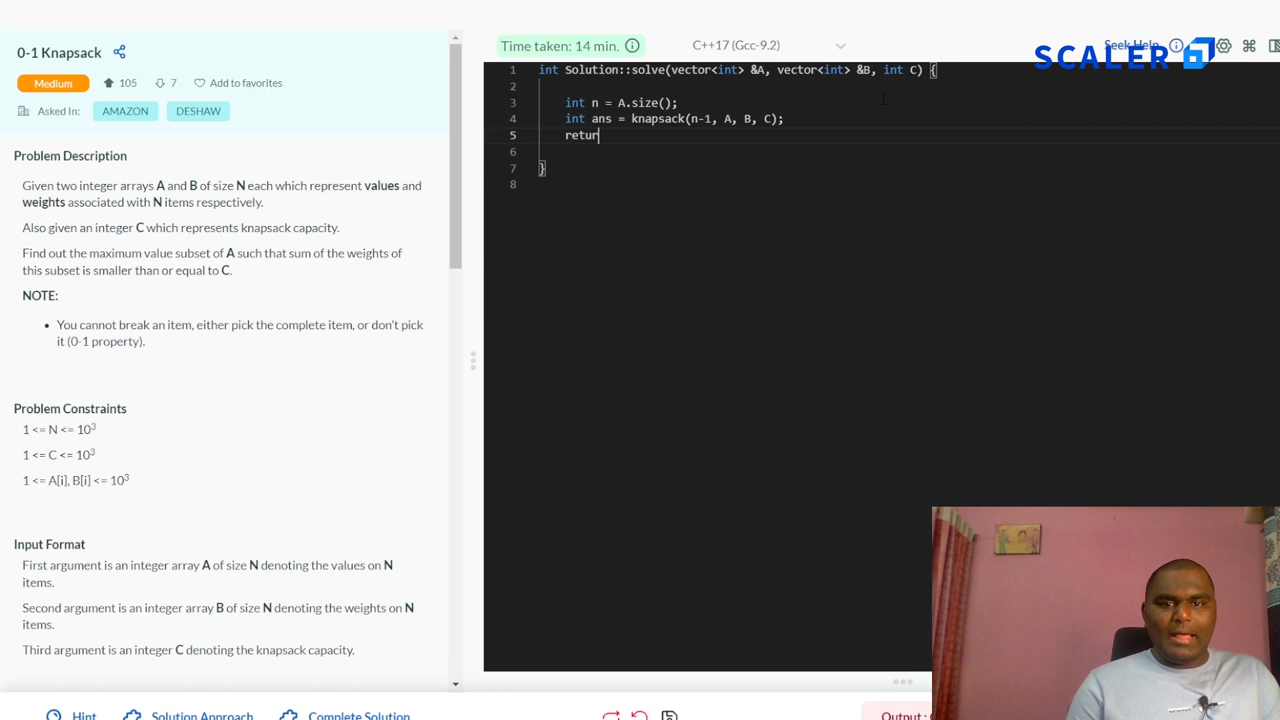 0-1 Knapsack
Medium 105 7 Add to favorites
Asked In: AMAZON DESHAW
Problem Description
Given two integer arrays A and B of size N each which represent values and
weights associated with N items respectively.
Also given an integer C which represents knapsack capacity.
Find out the maximum value subset of A such that sum of the weights of
this subset is smaller than or equal to C.
NOTE:
• You cannot break an item, either pick the complete item, or don't pick
it (0-1 property).
Problem Constraints
1 <= N <= 10³
1 <= C <= 10³
1 <= A[i], B[i] <= 10³
Input Format
First argument is an integer array A of size N denoting the values on N
items.
Second argument is an integer array B of size N denoting the weights on N
items.
Third argument is an integer C denoting the knapsack capacity.
Hint Solution Approach Complete Solution
Time taken: 14 min. C++17 (Gcc-9.2) Seek Help
SCALER
1 int Solution::solve(vector<int> &A, vector<int> &B, int C) {
2
3 int n = A.size();
4 int ans = knapsack(n-1, A, B, C);
5 retur
6
7 }
8
Output :